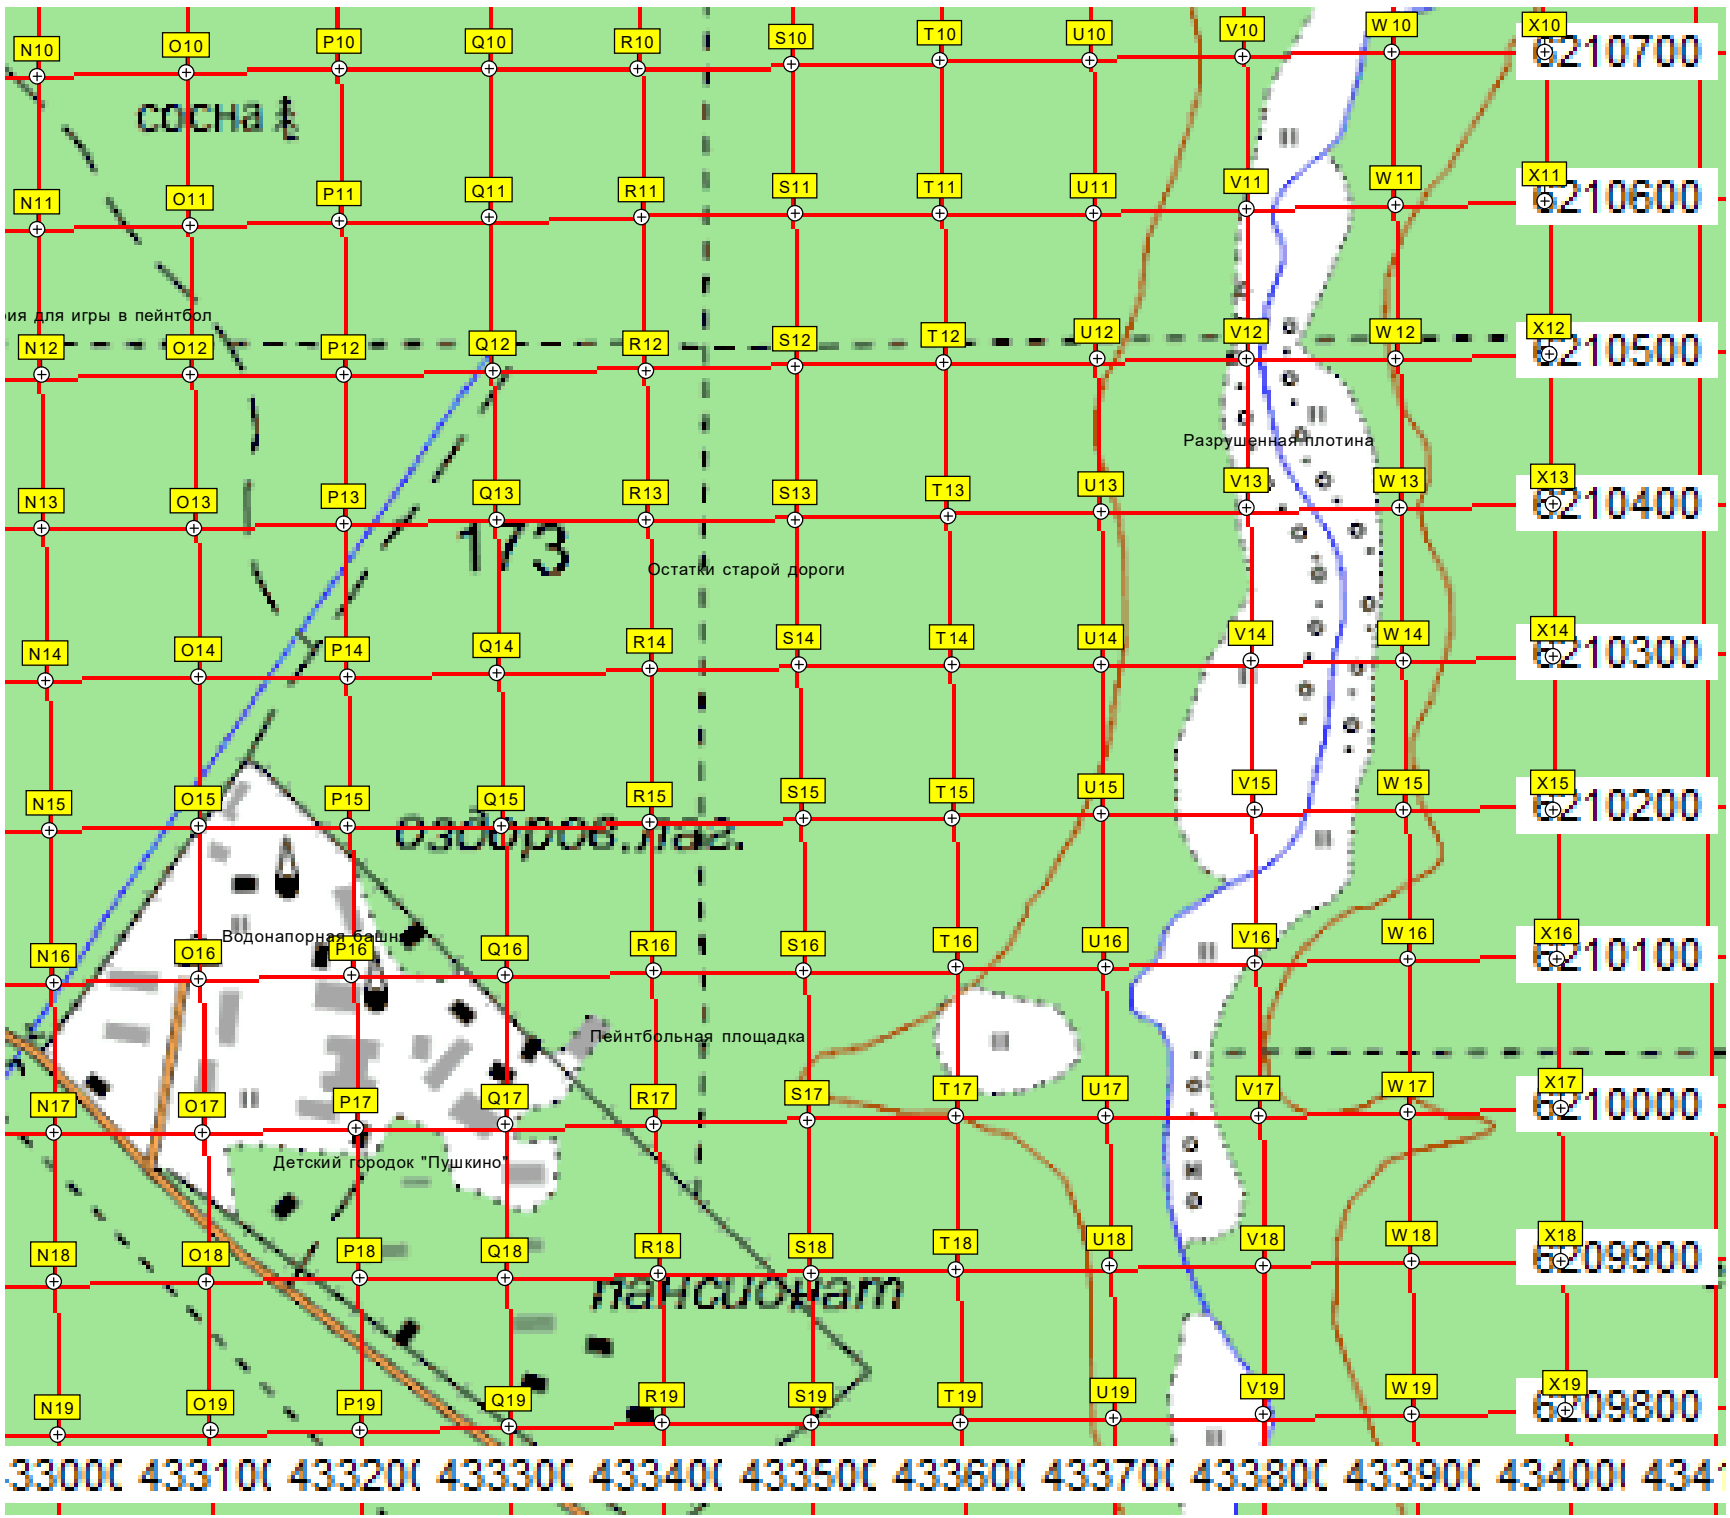 N10 O10 P10 Q10 R10 S10 T10 U10 V10 W10 X10
6210700
сосна
N11 O11 P11 Q11 R11 S11 T11 U11 V11 W11 X11
6210600
ия для игры в пейнтбол
N12 O12 P12 Q12 R12 S12 T12 U12 V12 W12 X12
6210500
Разрушенная плотина
N13 O13 P13 Q13 R13 S13 T13 U13 V13 W13 X13
6210400
173
Остатки старой дороги
N14 O14 P14 Q14 R14 S14 T14 U14 V14 W14 X14
6210300
N15 O15 P15 Q15 R15 S15 T15 U15 V15 W15 X15
6210200
оздоров.лаг.
Водонапорная башня
N16 O16 P16 Q16 R16 S16 T16 U16 V16 W16 X16
6210100
Пейнтбольная площадка
N17 O17 P17 Q17 R17 S17 T17 U17 V17 W17 X17
6210000
Детский городок "Пушкино"
N18 O18 P18 Q18 R18 S18 T18 U18 V18 W18 X18
6209900
пансионат
N19 O19 P19 Q19 R19 S19 T19 U19 V19 W19 X19
6209800
433000 433100 433200 433300 433400 433500 433600 433700 433800 433900 434000 4341